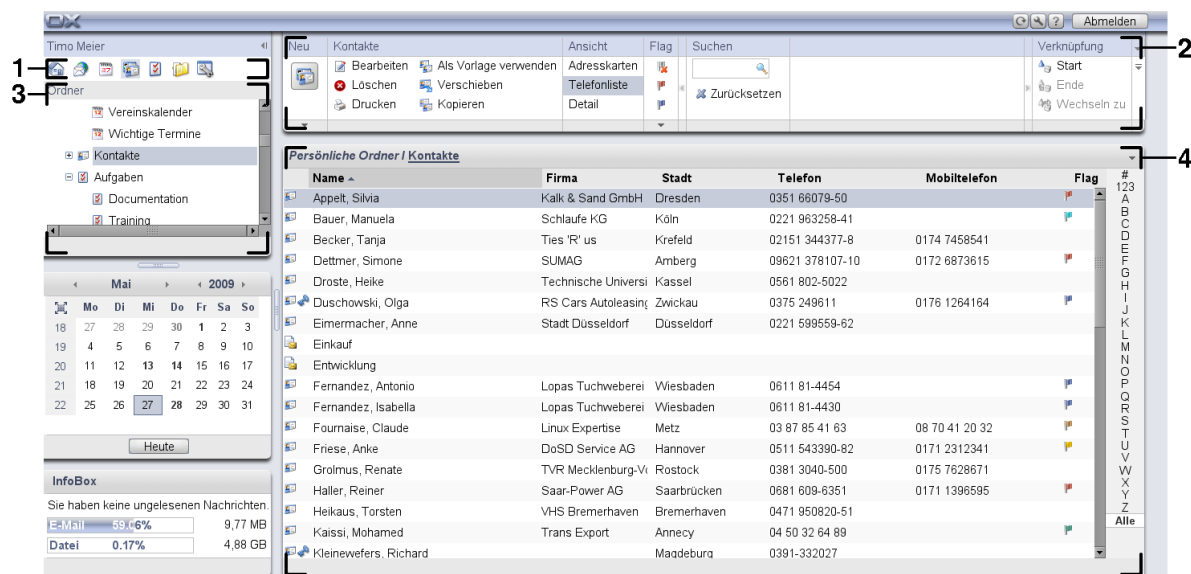 OX Abmelden
Timo Meier
1
Ordner
3
Vereinskalender
Wichtige Termine
Kontakte
Aufgaben
Documentation
Training
Mai 2009
Mo Di Mi Do Fr Sa So
18 27 28 29 30 1 2 3
19 4 5 6 7 8 9 10
20 11 12 13 14 15 16 17
21 18 19 20 21 22 23 24
22 25 26 27 28 29 30 31
Heute
InfoBox
Sie haben keine ungelesenen Nachrichten.
E-Mail 59.06% 9,77 MB
Datei 0.17% 4,88 GB
Neu Kontakte Ansicht Flag Suchen Verknüpfung
2
Bearbeiten Als Vorlage verwenden Adresskarten Start
Löschen Verschieben Telefonliste Zurücksetzen Ende
Drucken Kopieren Detail Wechseln zu
Persönliche Ordner / Kontakte
4
Name Firma Stadt Telefon Mobiltelefon Flag
Appelt, Silvia Kalk & Sand GmbH Dresden 0351 66079-50
Bauer, Manuela Schlaufe KG Köln 0221 963258-41
Becker, Tanja Ties 'R' us Krefeld 02151 344377-8 0174 7458541
Dettmer, Simone SUMAG Amberg 09621 378107-10 0172 6873615
Droste, Heike Technische Universi Kassel 0561 802-5022
Duschowski, Olga RS Cars Autoleasing Zwickau 0375 249611 0176 1264164
Eimermacher, Anne Stadt Düsseldorf Düsseldorf 0221 599559-62
Einkauf
Entwicklung
Fernandez, Antonio Lopas Tuchweberei Wiesbaden 0611 81-4454
Fernandez, Isabella Lopas Tuchweberei Wiesbaden 0611 81-4430
Fournaise, Claude Linux Expertise Metz 03 87 85 41 63 08 70 41 20 32
Friese, Anke DoSD Service AG Hannover 0511 543390-82 0171 2312341
Grolmus, Renate TVR Mecklenburg-Vo Rostock 0381 3040-500 0175 7628671
Haller, Reiner Saar-Power AG Saarbrücken 0681 609-6351 0171 1396595
Heikaus, Torsten VHS Bremerhaven Bremerhaven 0471 950820-51
Kaissi, Mohamed Trans Export Annecy 04 50 32 64 89
Kleinewefers, Richard Magdeburg 0391-332027
#
123
A
B
C
D
E
F
G
H
I
J
K
L
M
N
O
P
Q
R
S
T
U
V
W
X
Y
Z
Alle